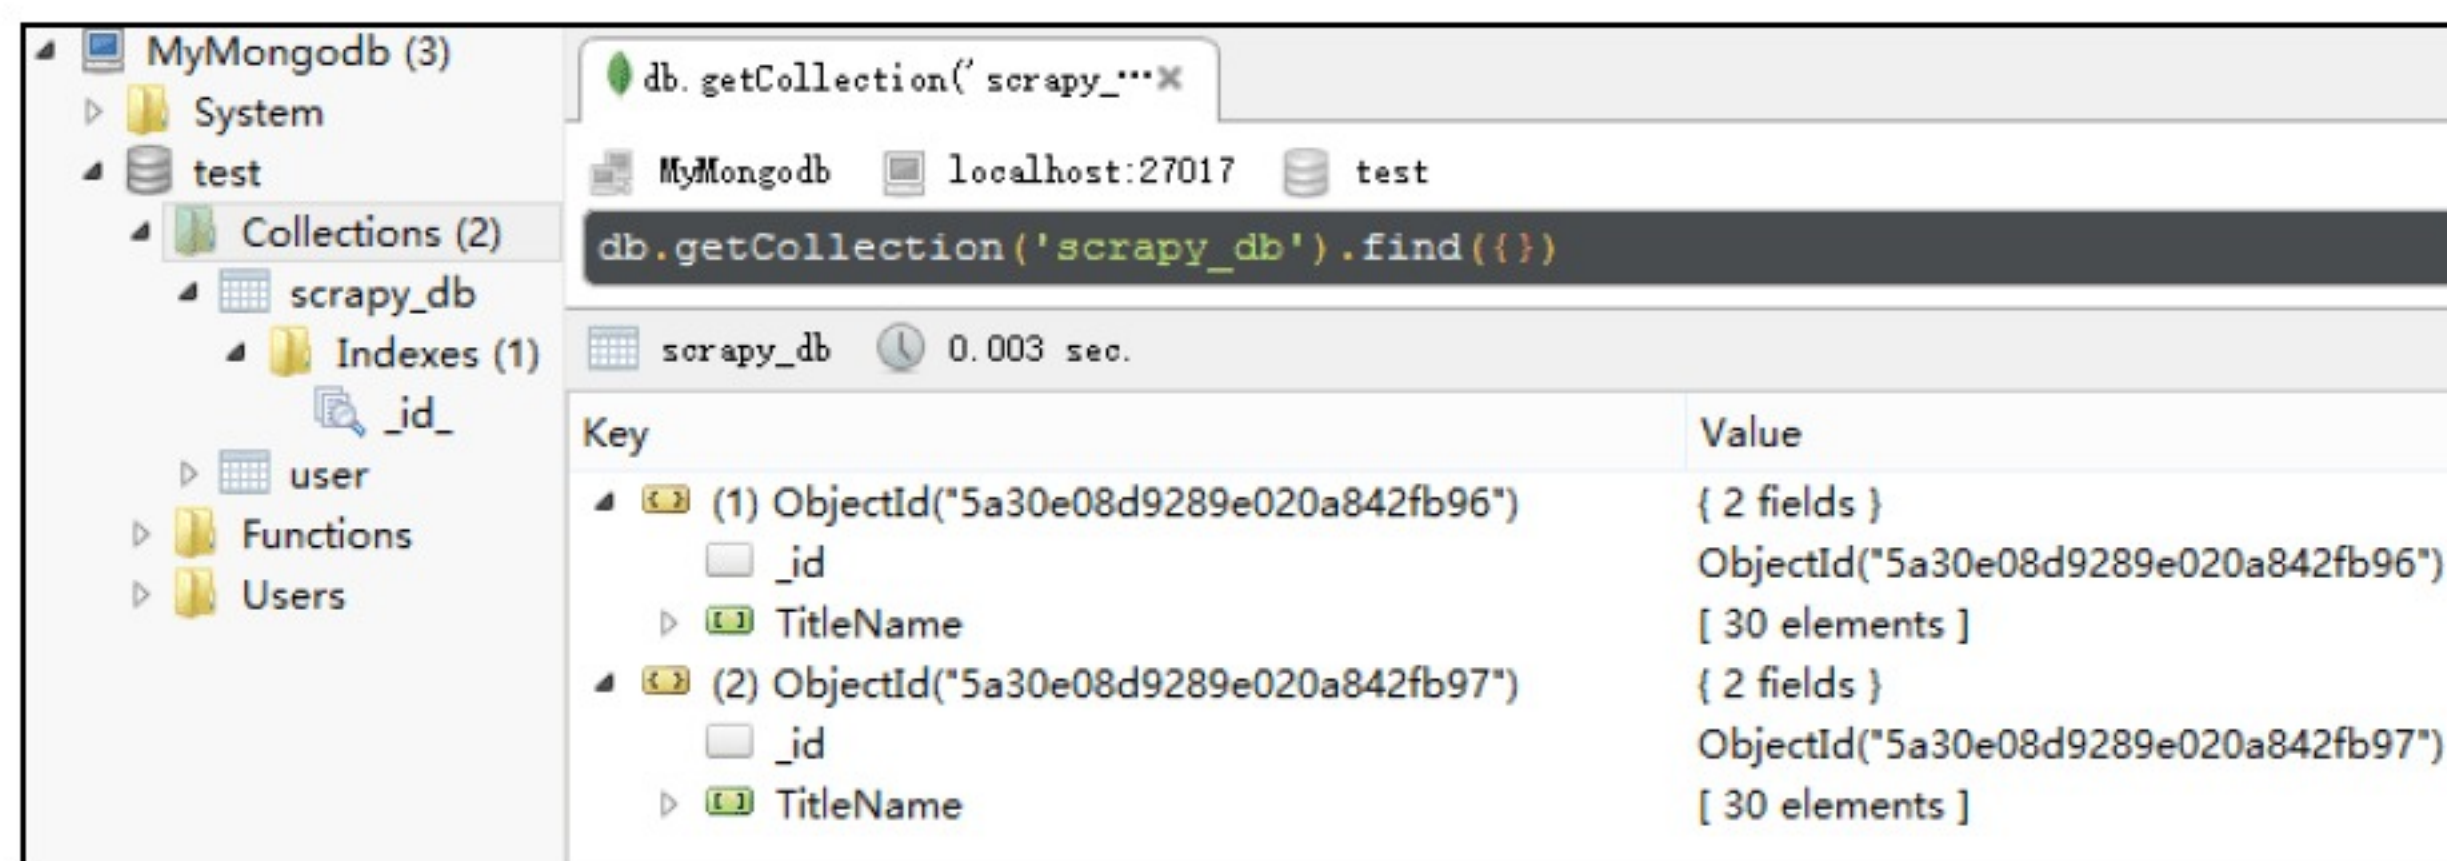 MyMongodb (3)
System
test
Collections (2)
scrapy_db
Indexes (1)
_id_
user
Functions
Users
db.getCollection('scrapy_···
MyMongodb localhost:27017 test
db.getCollection('scrapy_db').find({})
scrapy_db 0.003 sec.
Key Value
(1) ObjectId("5a30e08d9289e020a842fb96") { 2 fields }
_id ObjectId("5a30e08d9289e020a842fb96")
TitleName [ 30 elements ]
(2) ObjectId("5a30e08d9289e020a842fb97") { 2 fields }
_id ObjectId("5a30e08d9289e020a842fb97")
TitleName [ 30 elements ]